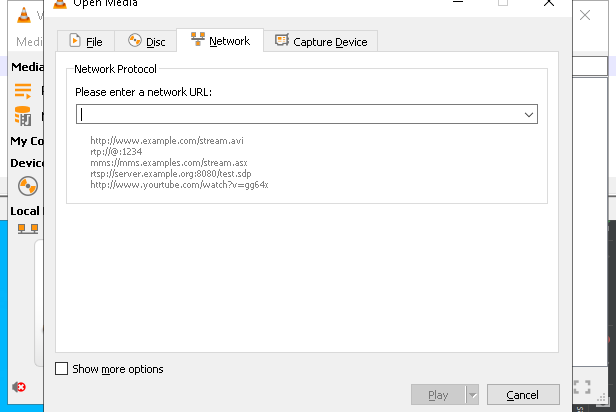 Open Media
V
Medi
File
Disc
Network
Capture Device
Media
Network Protocol
Please enter a network URL:
My Co
http://www.example.com/stream.avi
rtp://@:1234
mms://mms.examples.com/stream.asx
Device
rtsp://server.example.org:8080/test.sdp
http://www.yourtube.com/watch?v=gg64x
Local
Show more options
Play
Cancel